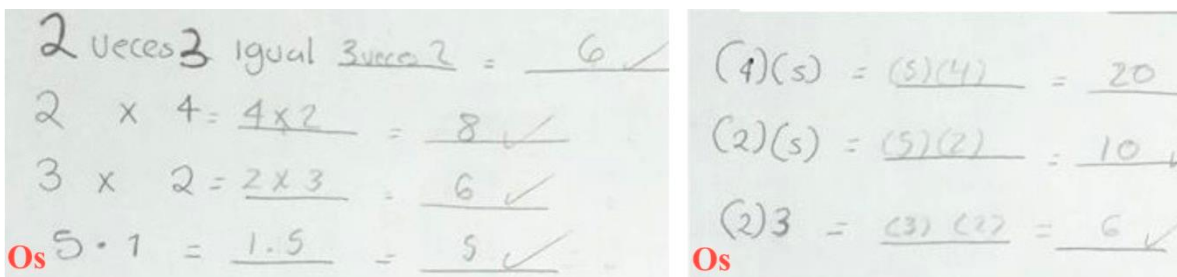 2 veces 3 igual 3 veces 2 = 6 ✓
2 x 4 = 4x2 = 8 ✓
3 x 2 = 2 x 3 = 6 ✓
Os 5 · 1 = 1 . 5 = 5 ✓
(4)(5) = (5)(4) = 20
(2)(5) = (5)(2) = 10 ✓
(2)3 = (3) (2) = 6 ✓
Os